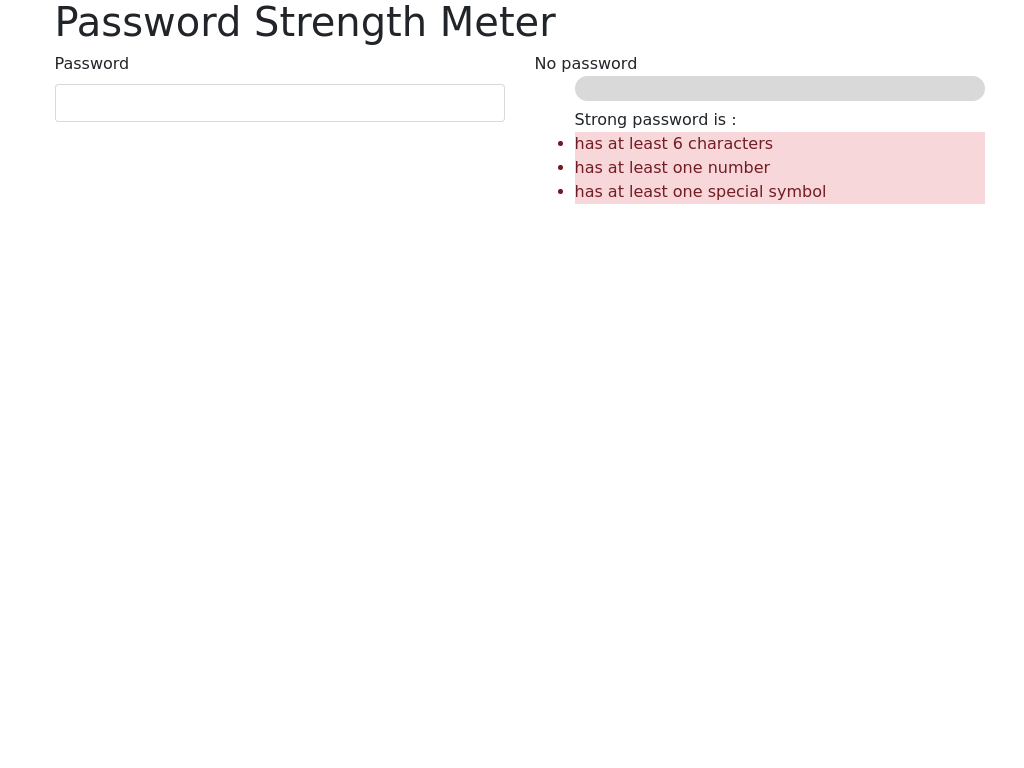 Password Strength Meter
Password
No password
Strong password is :
has at least 6 characters
has at least one number
has at least one special symbol